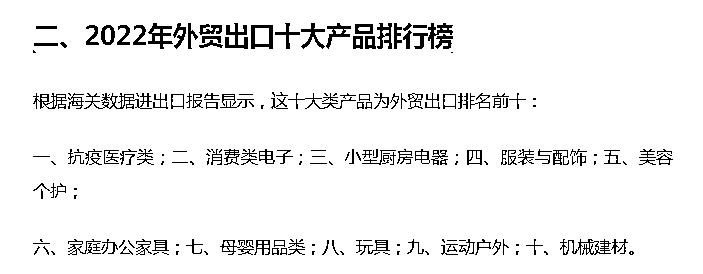 二、2022年外贸出口十大产品排行榜
根据海关数据进出口报告显示，这十大类产品为外贸出口排名前十：
一、抗疫医疗类；二、消费类电子；三、小型厨房电器；四、服装与配饰；五、美容
个护；
六、家庭办公家具；七、母婴用品类；八、玩具；九、运动户外；十、机械建材。